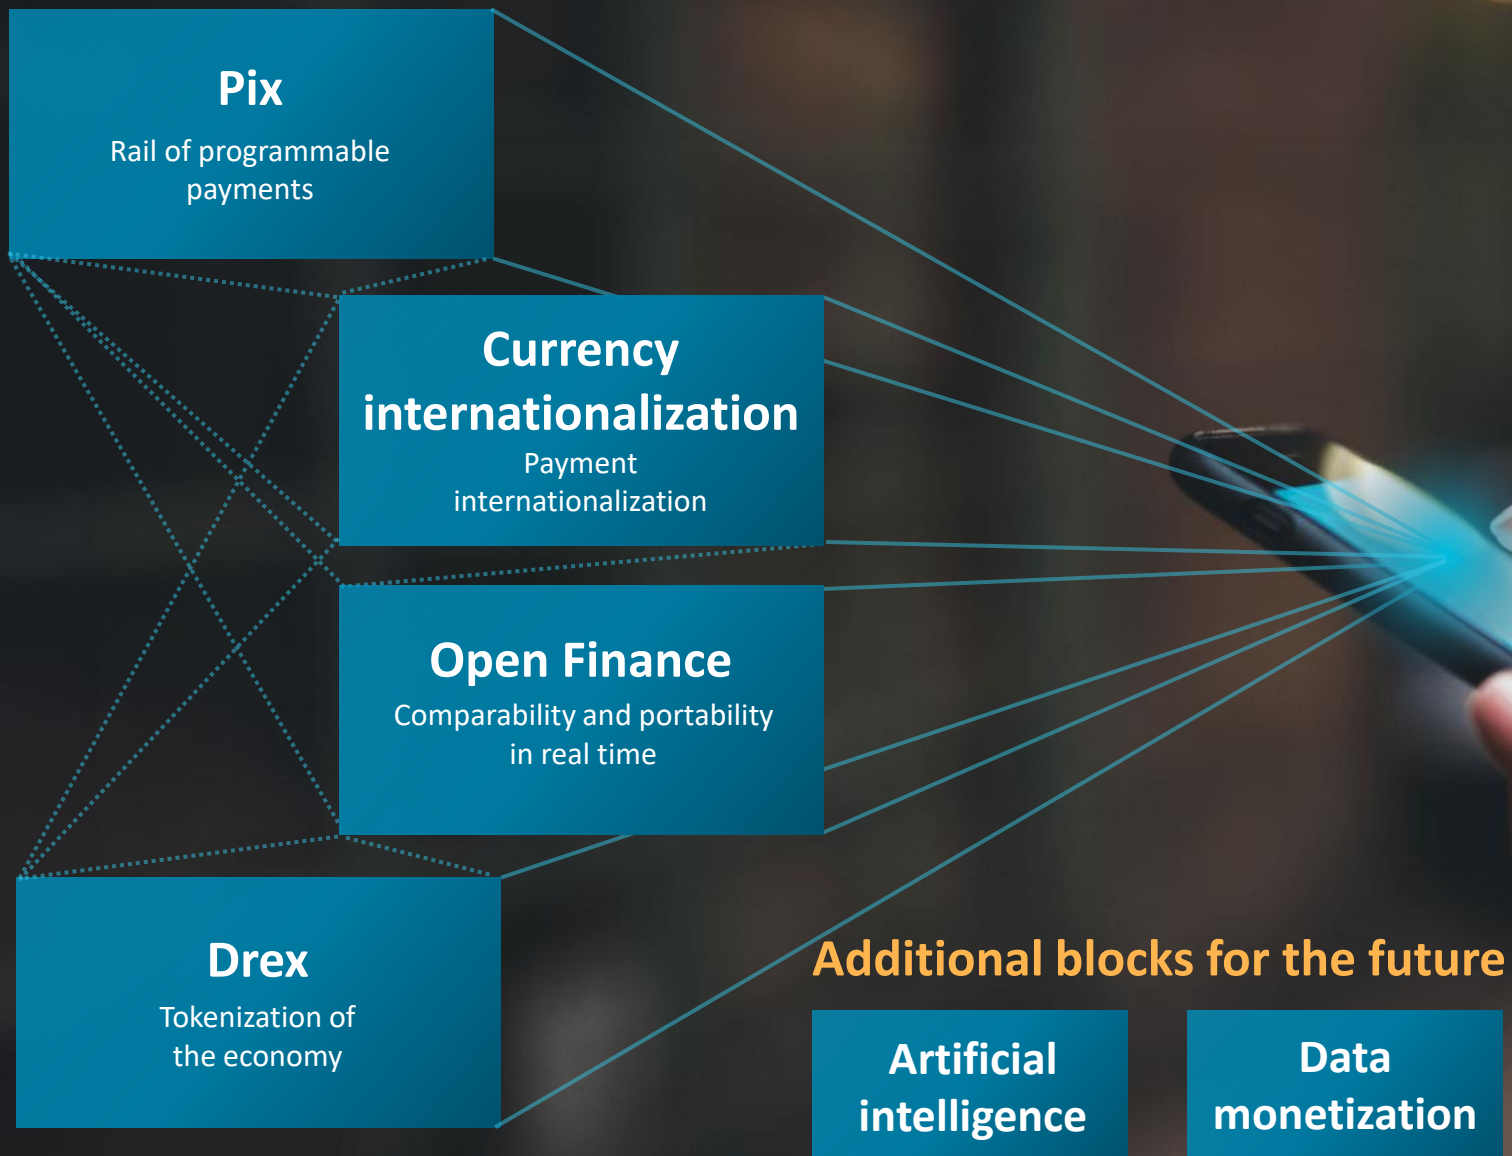 Pix
Rail of programmable
payments
Currency
internationalization
Payment
internationalization
Open Finance
Comparability and portability
in real time
Drex
Tokenization of
the economy
Additional blocks for the future
Artificial
intelligence
Data
monetization